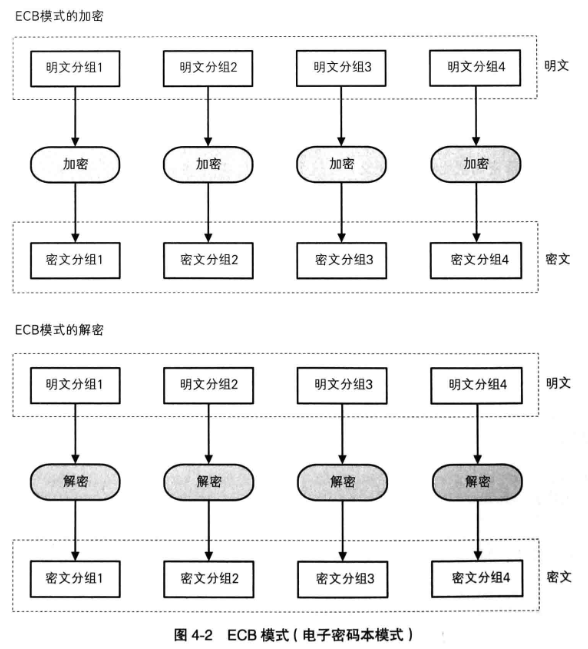 ECB模式的加密
明文分组1 明文分组2 明文分组3 明文分组4 明文
加密 加密 加密 加密
密文分组1 密文分组2 密文分组3 密文分组4 密文
ECB模式的解密
明文分组1 明文分组2 明文分组3 明文分组4 明文
解密 解密 解密 解密
密文分组1 密文分组2 密文分组3 密文分组4 密文
图 4-2 ECB 模式（电子密码本模式）